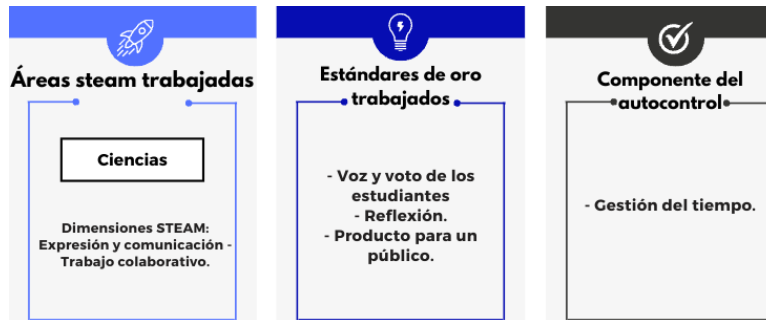 Áreas steam trabajadas
Ciencias
Dimensiones STEAM:
Expresión y comunicación -
Trabajo colaborativo.
Estándares de oro
trabajados
- Voz y voto de los
estudiantes
- Reflexión.
- Producto para un
público.
Componente del
autocontrol
- Gestión del tiempo.